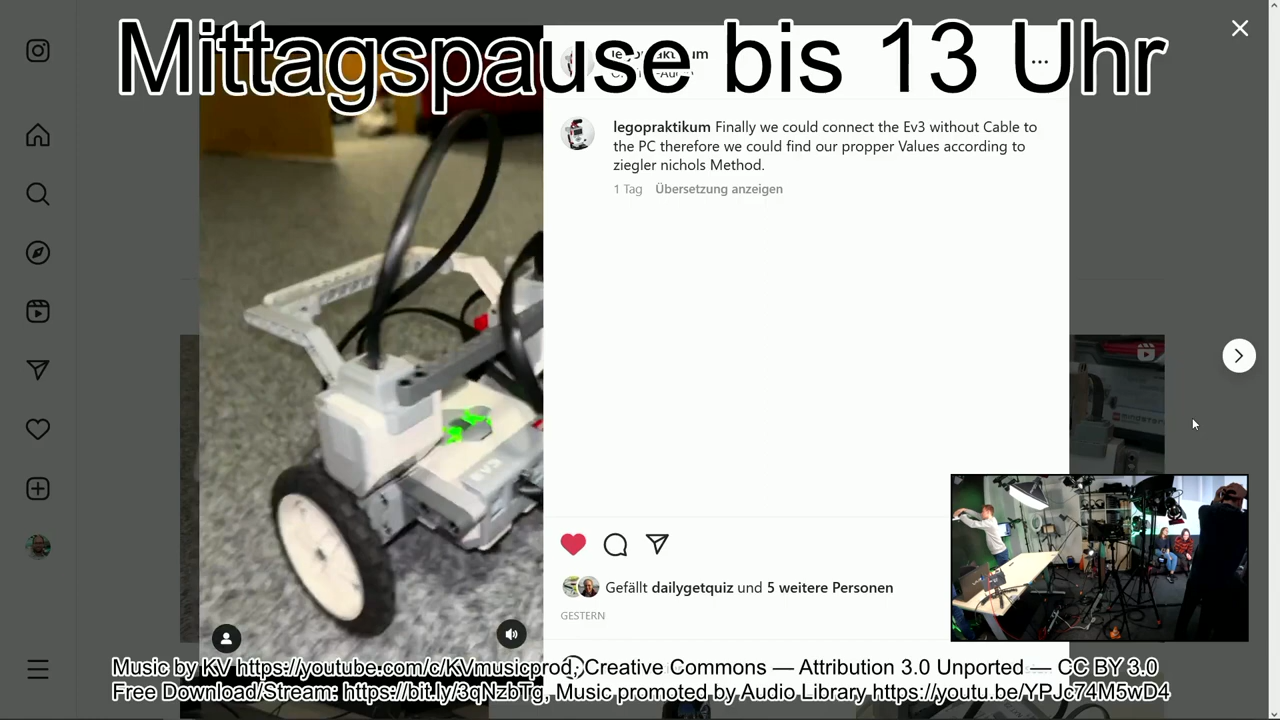 Mittagspause bis 13 Uhr
legopraktikum
legopraktikum Finally we could connect the Ev3 without Cable to
the PC therefore we could find our propper Values according to
ziegler nichols Method.
1 Tag Übersetzung anzeigen
EV3
Gefällt dailygetquiz und 5 weitere Personen
GESTERN
Music by KV https://youtube.com/c/KVmusicprod; Creative Commons — Attribution 3.0 Unported — CC BY 3.0
Free Download/Stream: https://bit.ly/3qNzbTg, Music promoted by Audio Library https://youtu.be/YPJc74M5wD4